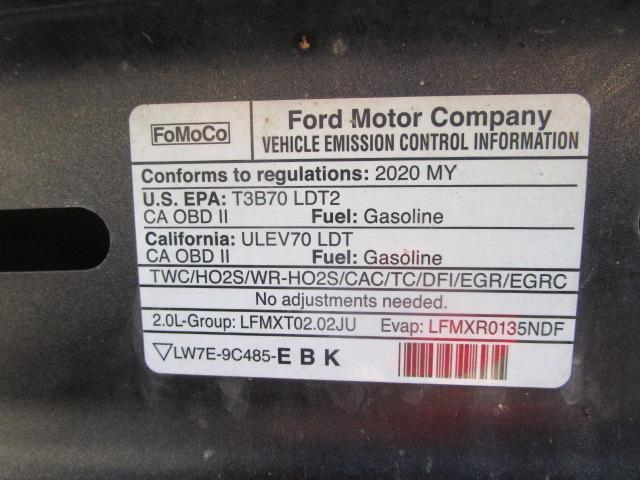 FoMoCo
Ford Motor Company
VEHICLE EMISSION CONTROL INFORMATION
Conforms to regulations: 2020 MY
U.S. EPA: T3B70 LDT2
CA OBD II Fuel: Gasoline
California: ULEV70 LDT
CA OBD II Fuel: Gasoline
TWC/HO2S/WR-HO2S/CAC/TC/DFI/EGR/EGRC
No adjustments needed.
2.0L-Group: LFMXT02.02JU Evap: LFMXR0135NDF
▽LW7E-9C485-E B K